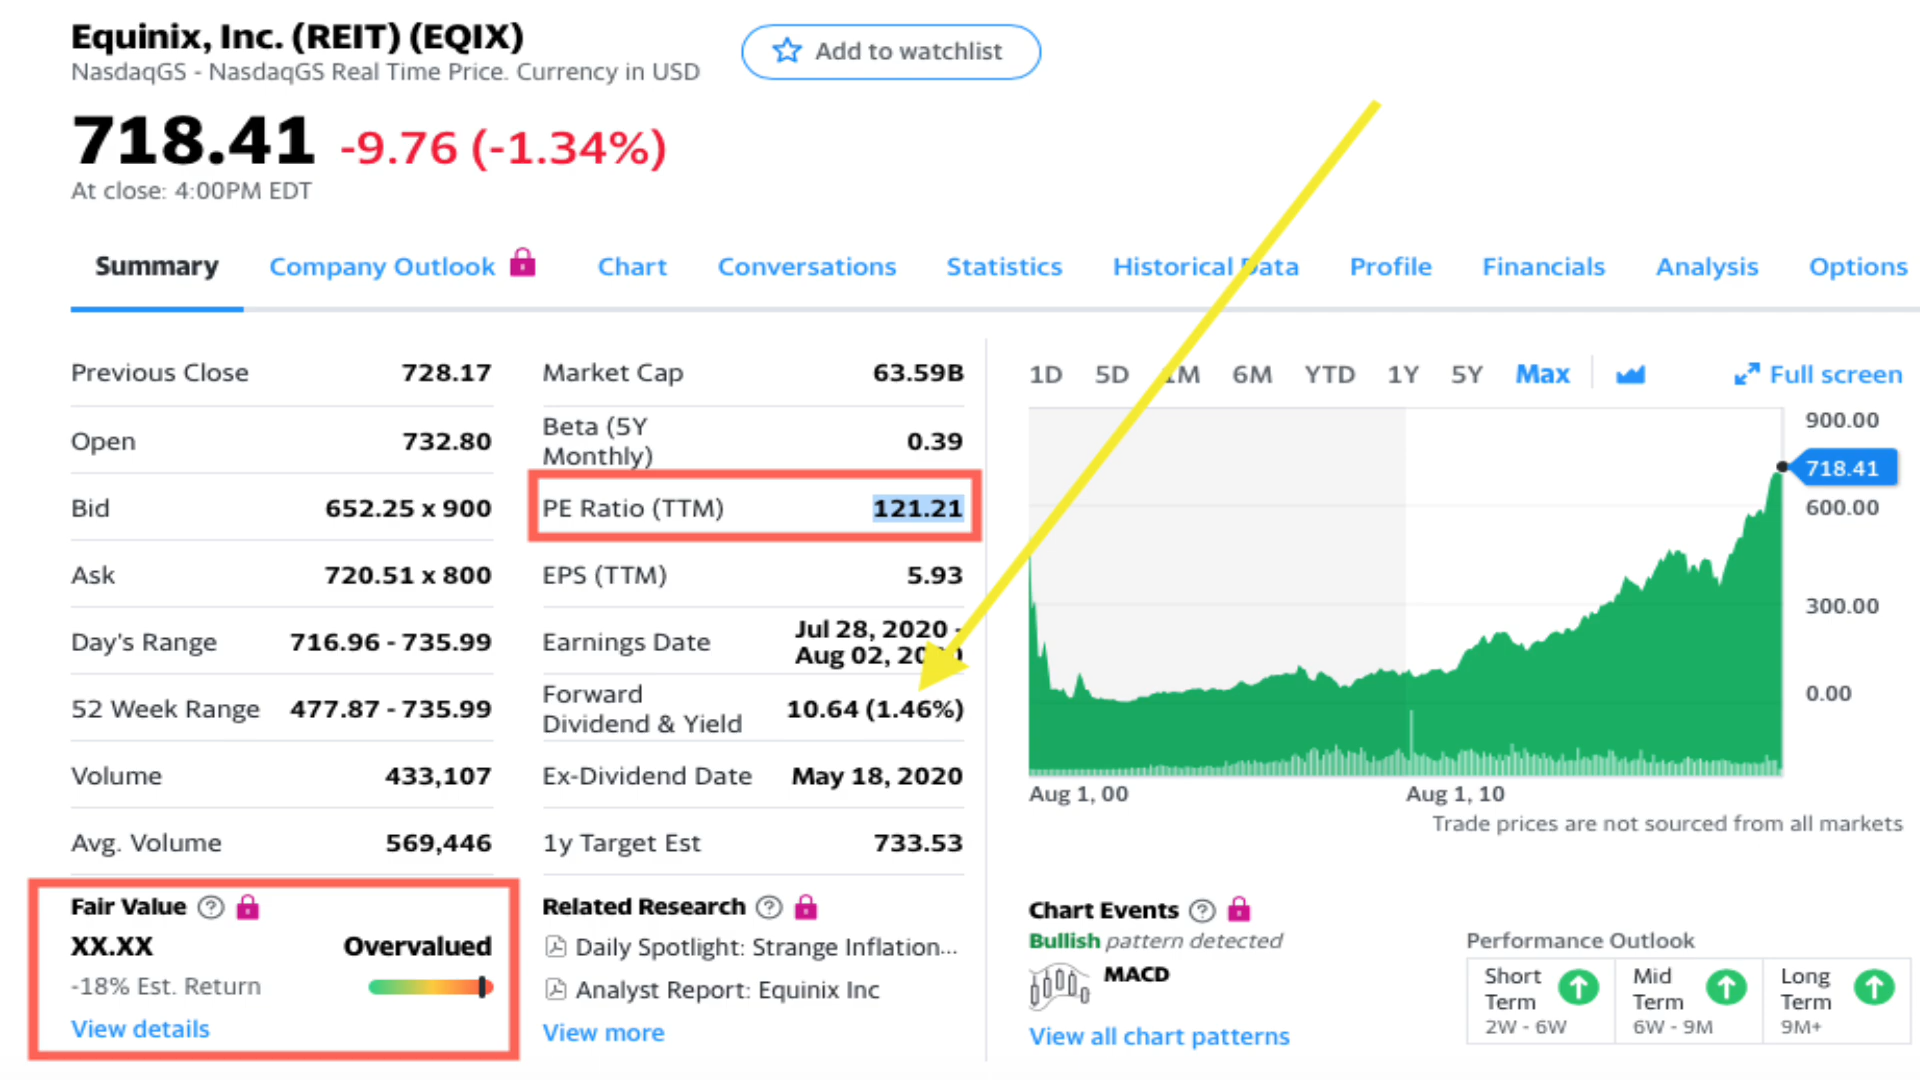 Equinix, Inc. (REIT) (EQIX)
NasdaqGS - NasdaqGS Real Time Price. Currency in USD
Add to watchlist
718.41 -9.76 (-1.34%)
At close: 4:00PM EDT
Summary Company Outlook Chart Conversations Statistics Historical Data Profile Financials Analysis Options
Previous Close 728.17
Open 732.80
Bid 652.25 x 900
Ask 720.51 x 800
Day's Range 716.96 - 735.99
52 Week Range 477.87 - 735.99
Volume 433,107
Avg. Volume 569,446
Market Cap 63.59B
Beta (5Y
Monthly) 0.39
PE Ratio (TTM) 121.21
EPS (TTM) 5.93
Earnings Date Jul 28, 2020 -
Aug 02, 2020
Forward
Dividend & Yield 10.64 (1.46%)
Ex-Dividend Date May 18, 2020
1y Target Est 733.53
1D 5D 1M 6M YTD 1Y 5Y Max Full screen
900.00
718.41
600.00
300.00
0.00
Aug 1, 00 Aug 1, 10
Trade prices are not sourced from all markets
Fair Value
XX.XX Overvalued
-18% Est. Return
View details
Related Research
Daily Spotlight: Strange Inflation...
Analyst Report: Equinix Inc
View more
Chart Events
Bullish pattern detected
MACD
View all chart patterns
Performance Outlook
Short
Term
2W - 6W
Mid
Term
6W - 9M
Long
Term
9M+